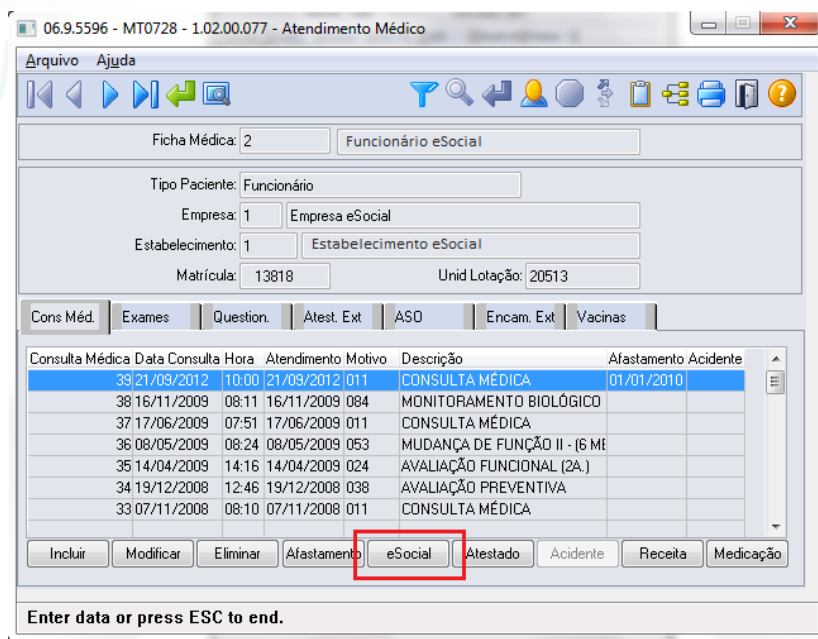 06.9.5596 - MT0728 - 1.02.00.077 - Atendimento Médico
Arquivo Ajuda
Ficha Médica: 2 Funcionário eSocial
Tipo Paciente: Funcionário
Empresa: 1 Empresa eSocial
Estabelecimento: 1 Estabelecimento eSocial
Matrícula: 13818 Unid Lotação: 20513
Cons Méd. Exames Question. Atest. Ext ASO Encam. Ext Vacinas
Consulta Médica Data Consulta Hora Atendimento Motivo Descrição Afastamento Acidente
39 21/09/2012 10:00 21/09/2012 011 CONSULTA MÉDICA 01/01/2010
38 16/11/2009 08:11 16/11/2009 084 MONITORAMENTO BIOLÓGICO
37 17/06/2009 07:51 17/06/2009 011 CONSULTA MÉDICA
36 08/05/2009 08:24 08/05/2009 053 MUDANÇA DE FUNÇÃO II - (6 ME
35 14/04/2009 14:16 14/04/2009 024 AVALIAÇÃO FUNCIONAL (2A.)
34 19/12/2008 12:46 19/12/2008 038 AVALIAÇÃO PREVENTIVA
33 07/11/2008 08:10 07/11/2008 011 CONSULTA MÉDICA
Incluir Modificar Eliminar Afastamento eSocial Atestado Acidente Receita Medicação
Enter data or press ESC to end.